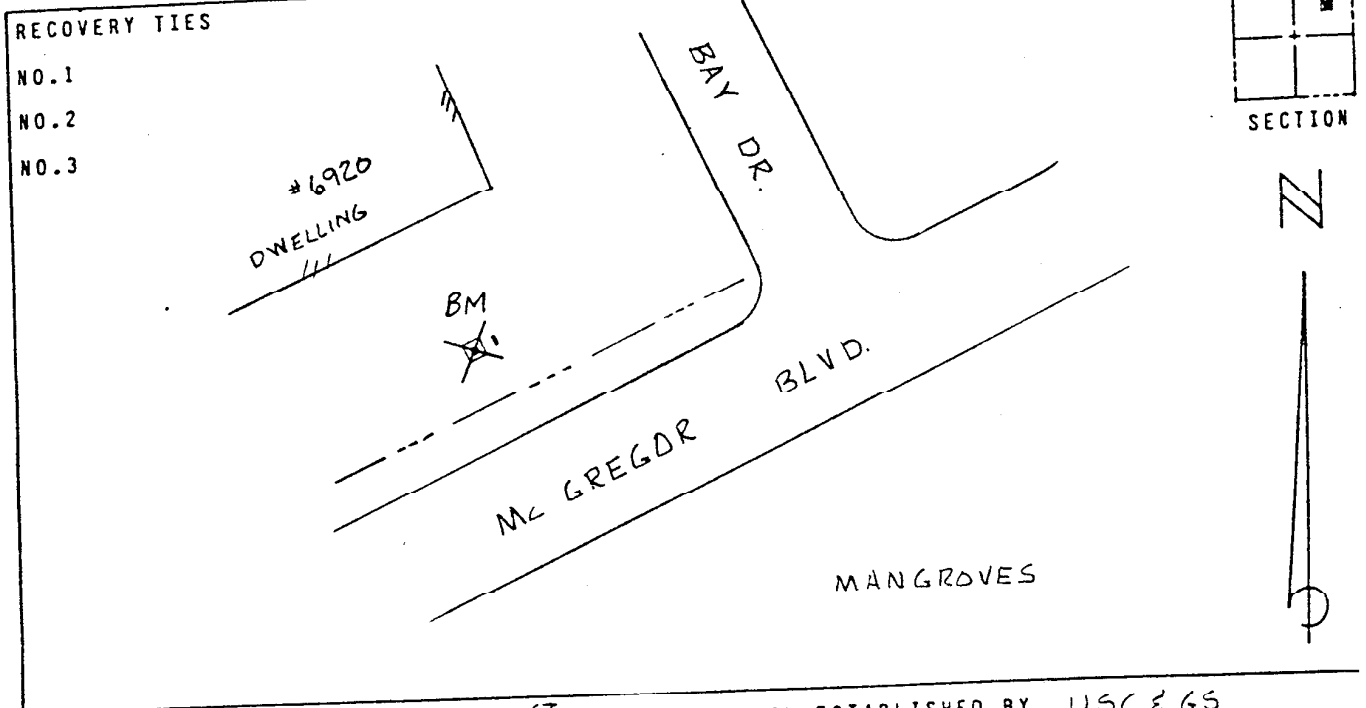 RECOVERY TIES
NO.1
NO.2
NO.3
SECTION
N
BAY DR.
#6920
DWELLING
BM
Mc GREGOR BLVD.
MANGROVES
ESTABLISHED BY USC & GS